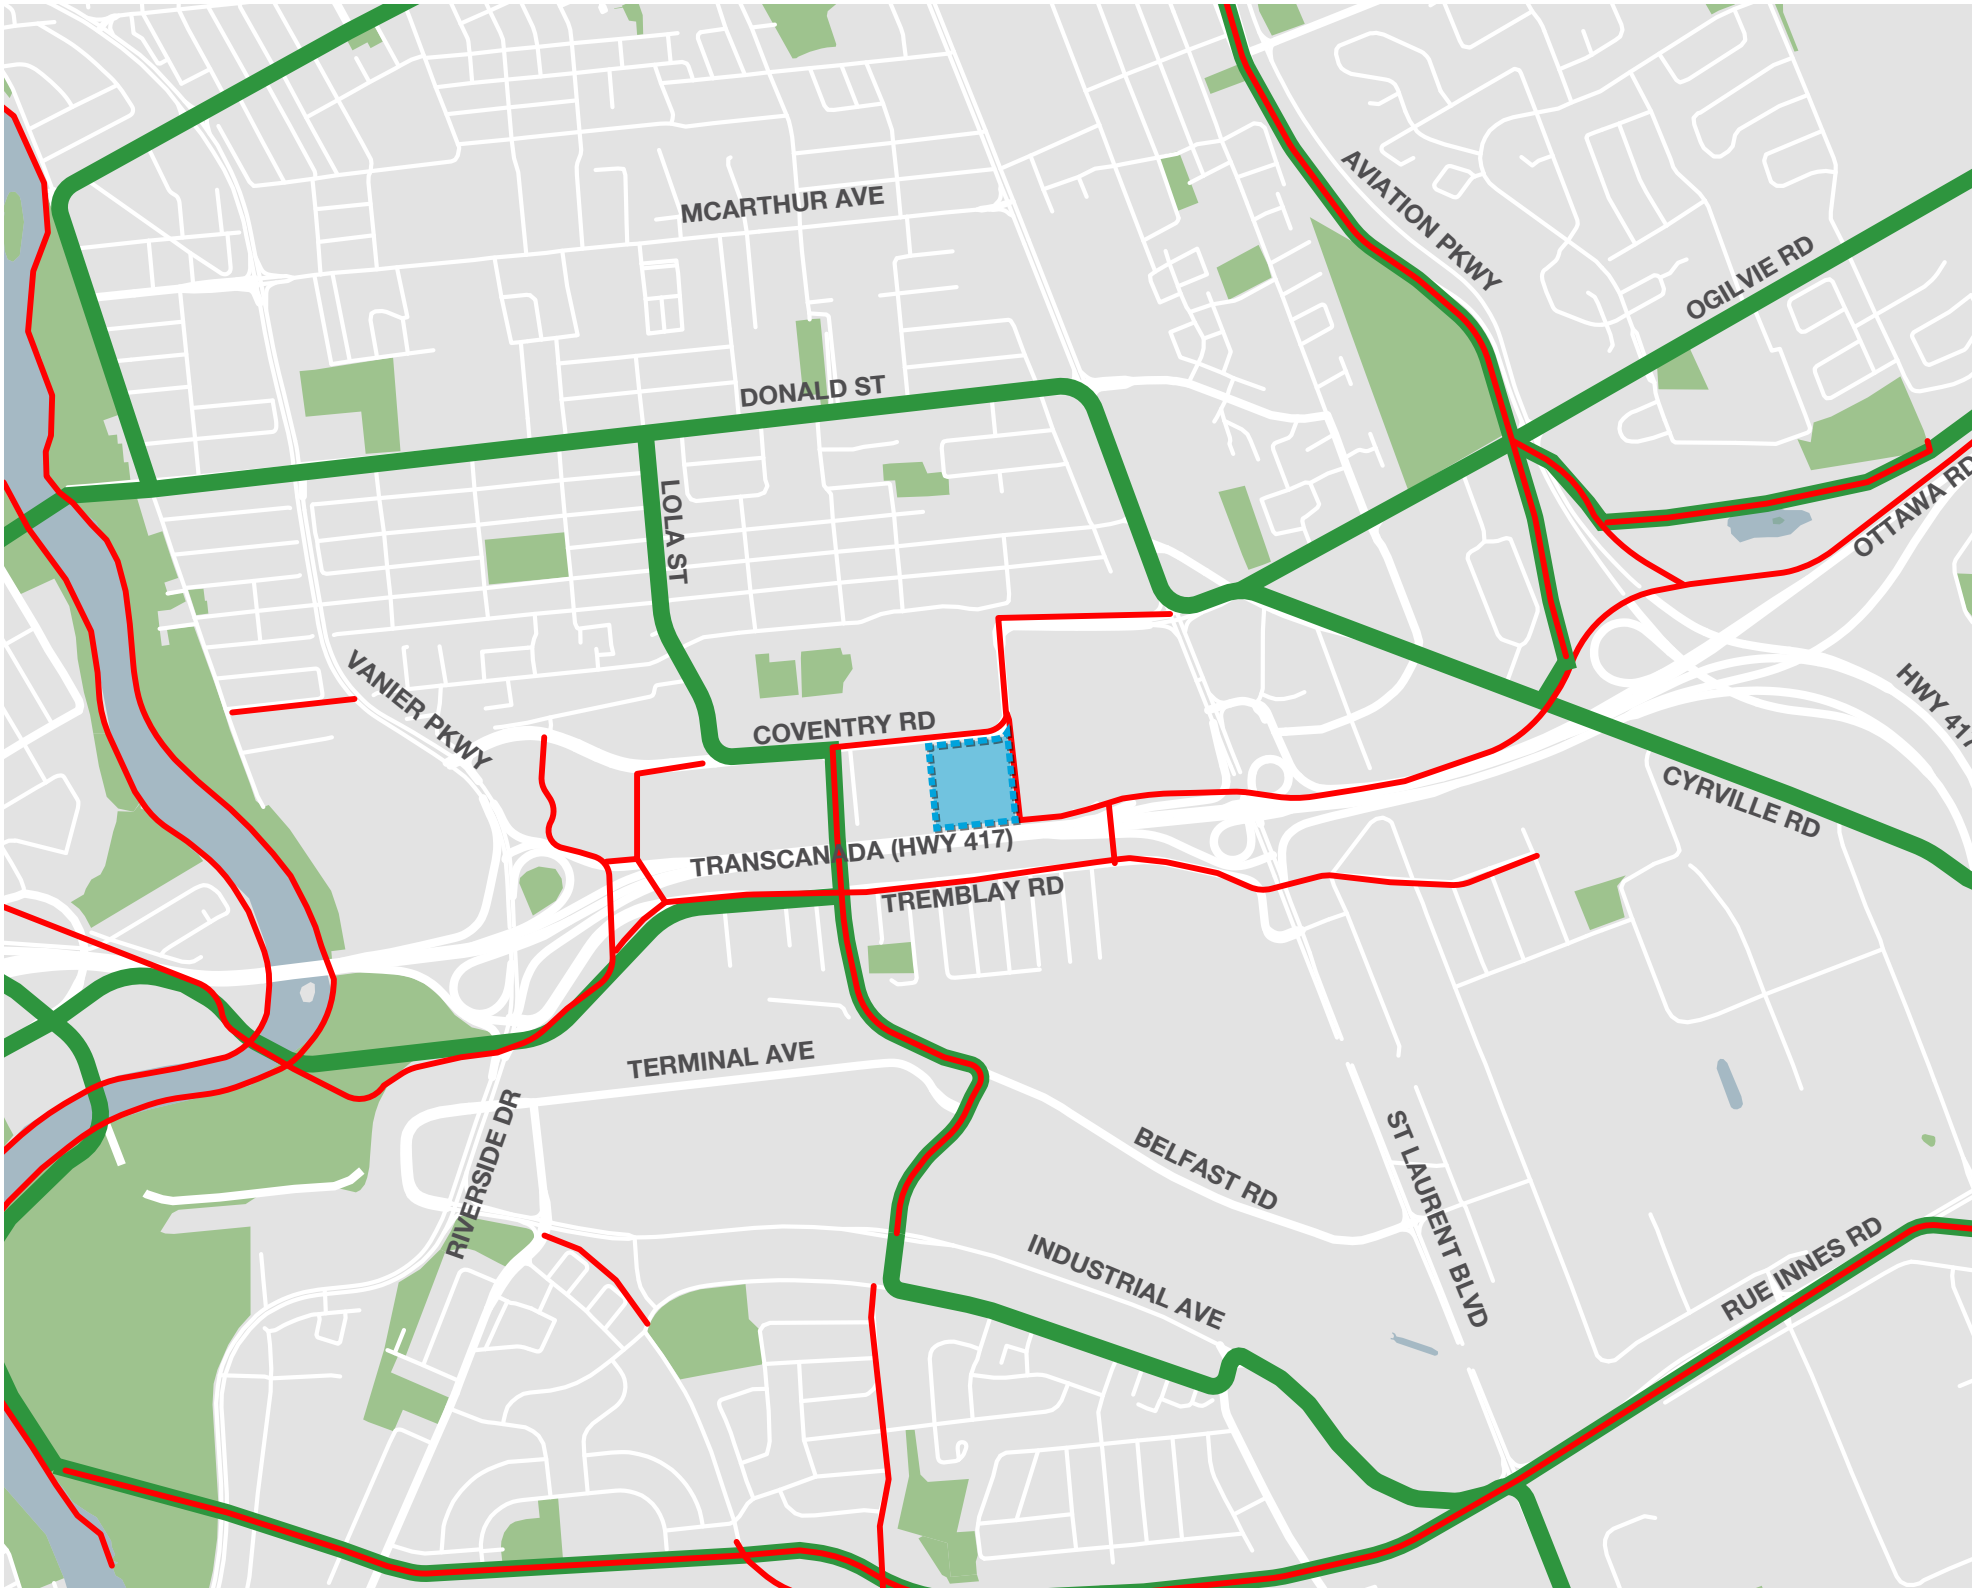 AVIATION PKWY
MCARTHUR AVE
OGILVIE RD
DONALD ST
LOLA ST
OTTAWA RD
VANIER PKWY
HWY 417
COVENTRY RD
CYRVILLE RD
TRANSCANADA (HWY 417)
TREMBLAY RD
TERMINAL AVE
RIVERSIDE DR
BELFAST RD
ST LAURENT BLVD
INDUSTRIAL AVE
RUE INNES RD